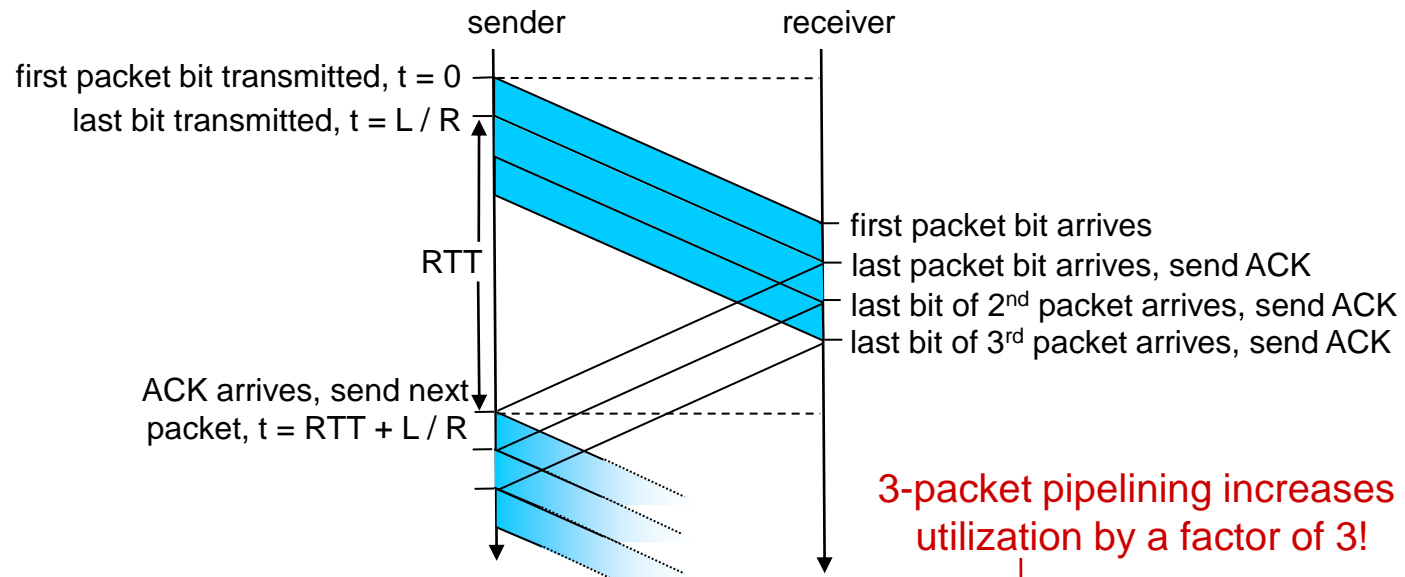 sender
receiver
first packet bit transmitted, t = 0
last bit transmitted, t = L / R
first packet bit arrives
RTT
last packet bit arrives, send ACK
last bit of 2nd packet arrives, send ACK
last bit of 3rd packet arrives, send ACK
ACK arrives, send next
packet, t = RTT + L / R
3-packet pipelining increases
utilization by a factor of 3!